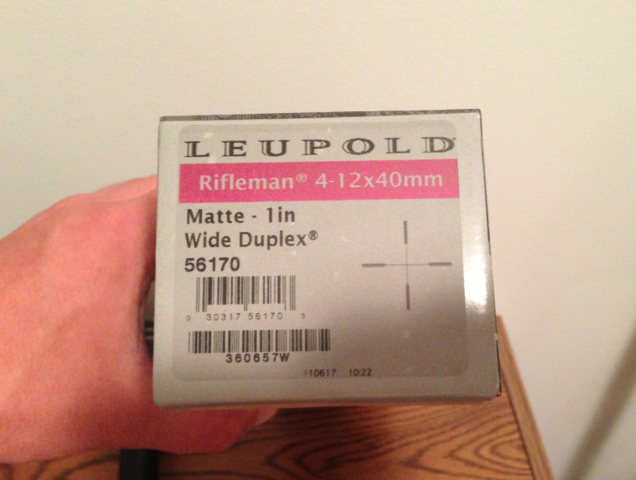 LEUPOLD
Rifleman® 4-12x40mm
Matte - 1in
Wide Duplex®
56170
0 30317 56170 3
360657W
110617 10:22